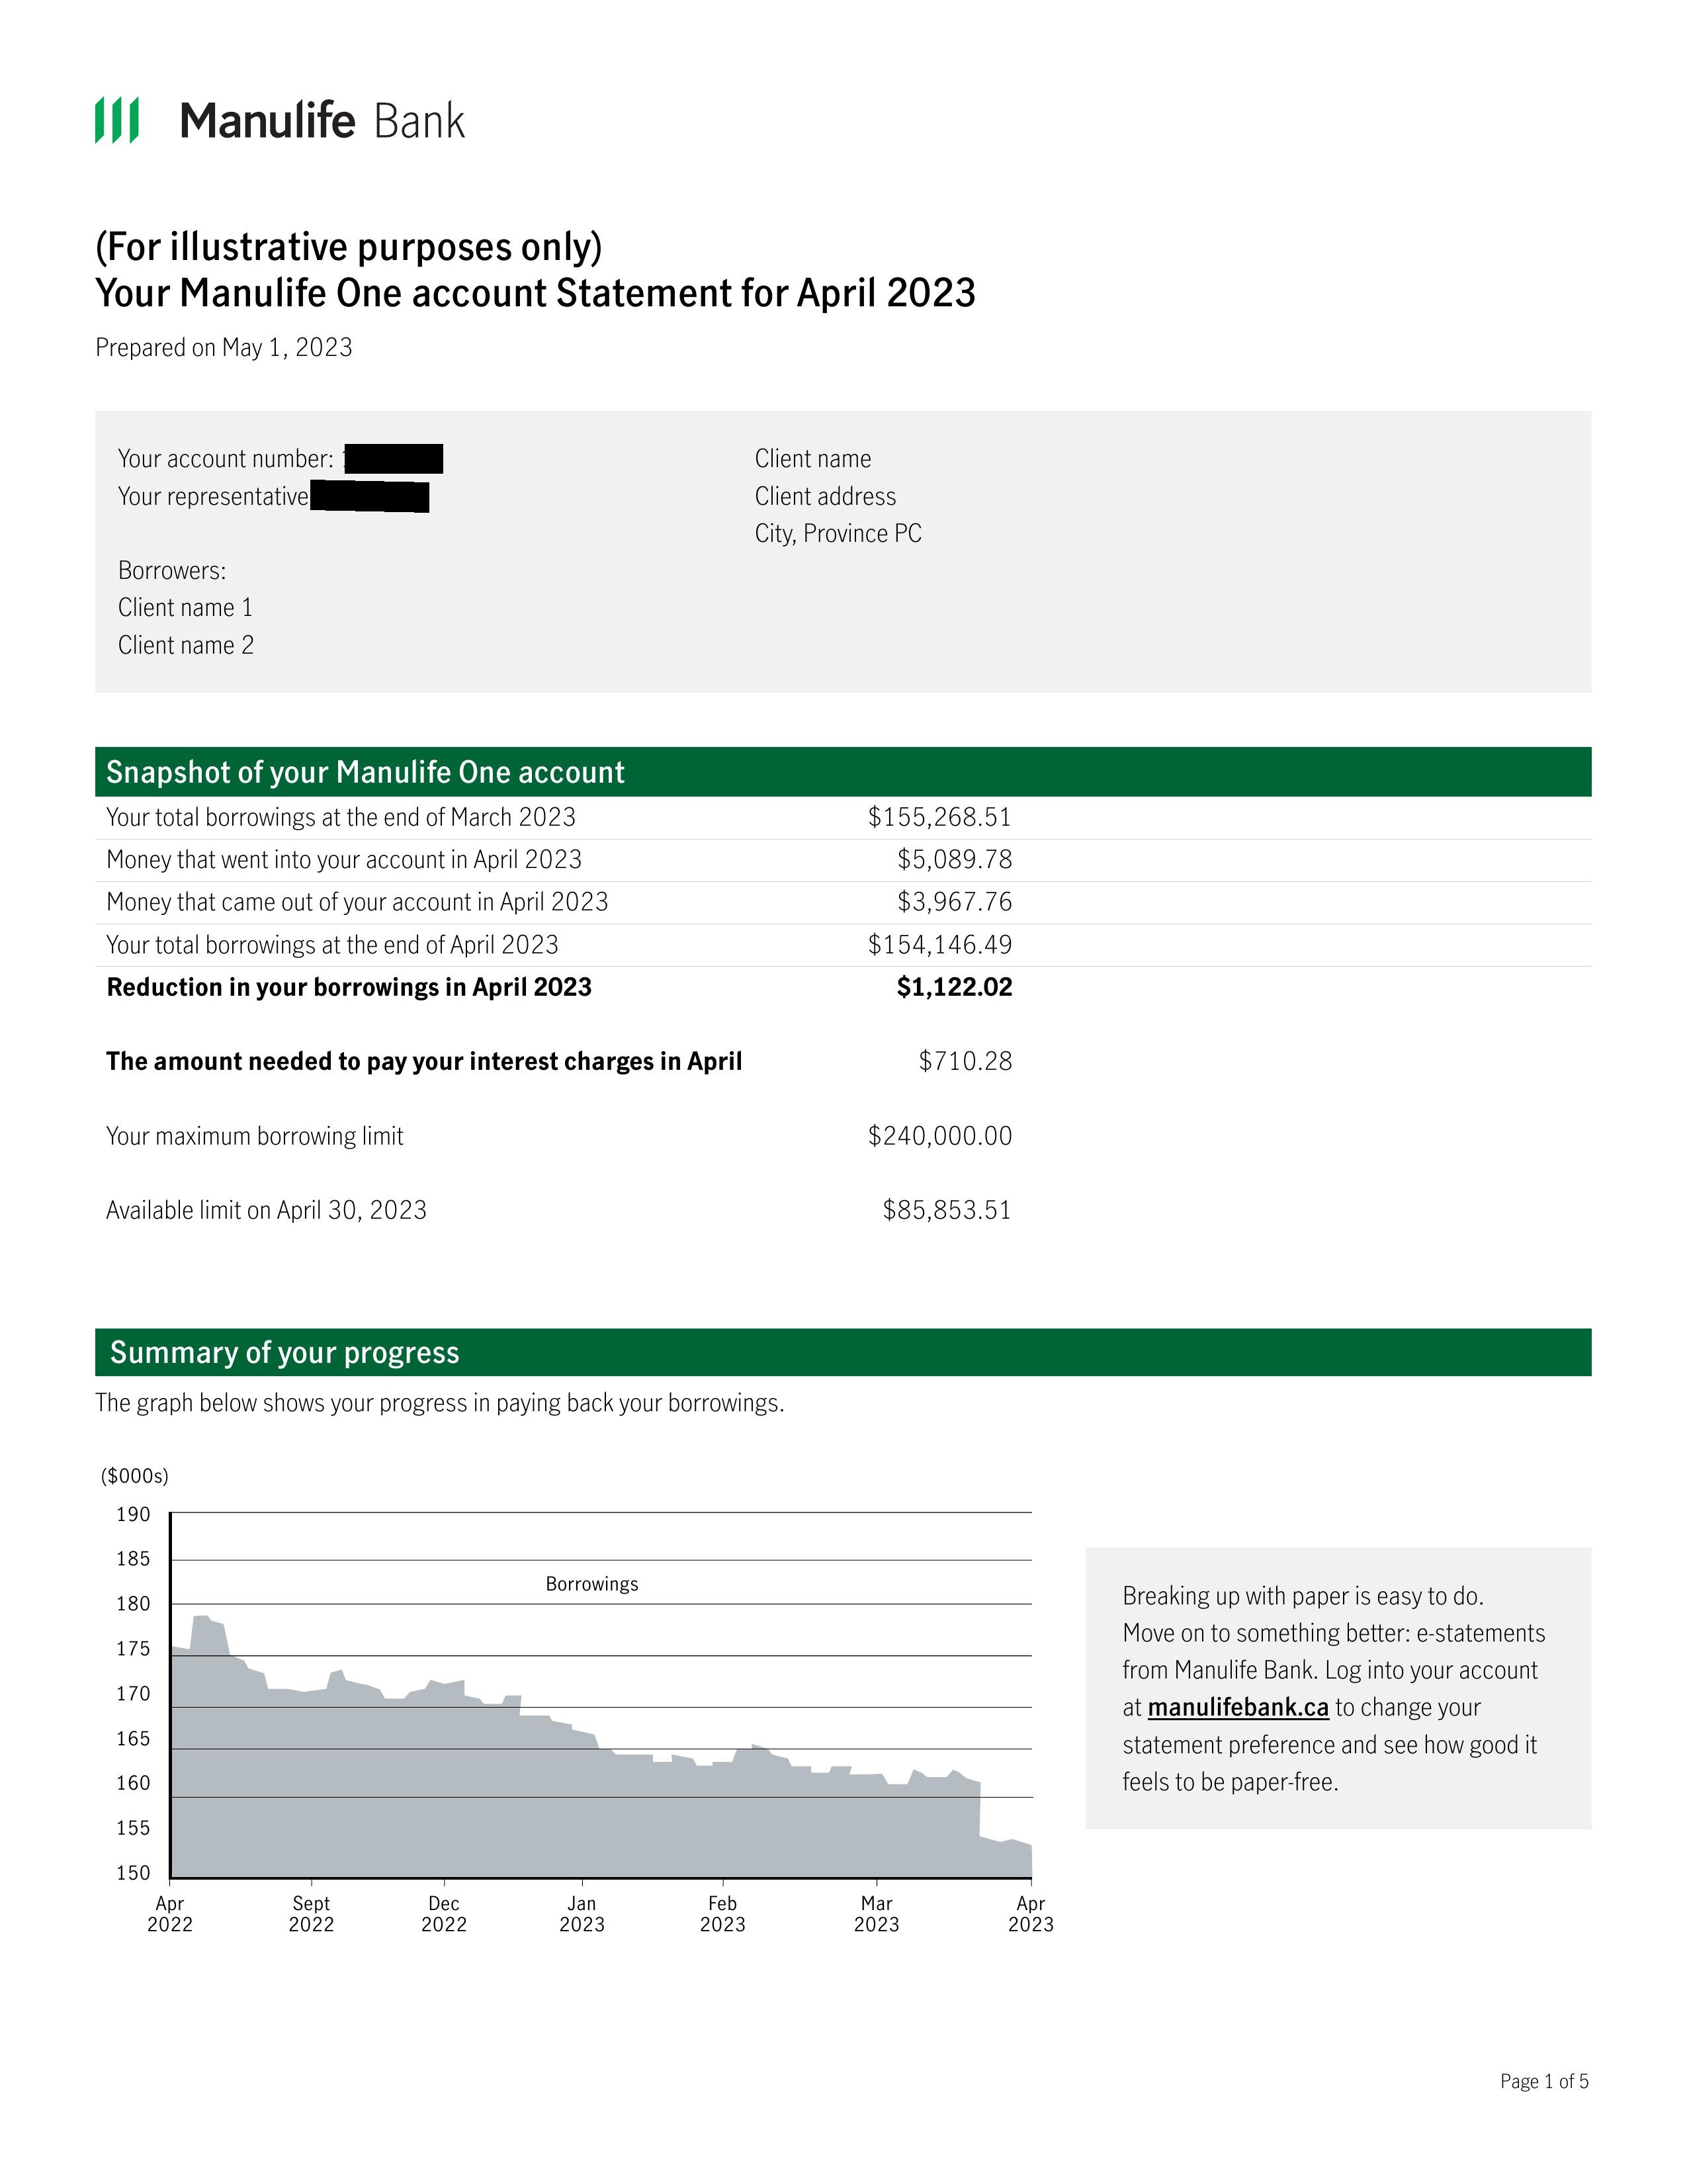 Manulife Bank
(For illustrative purposes only)
Your Manulife One account Statement for April 2023
Prepared on May 1, 2023
Your account number:
Your representative
Borrowers:
Client name 1
Client name 2
Client name
Client address
City, Province PC
Snapshot of your Manulife One account
Your total borrowings at the end of March 2023 $155,268.51
Money that went into your account in April 2023 $5,089.78
Money that came out of your account in April 2023 $3,967.76
Your total borrowings at the end of April 2023 $154,146.49
Reduction in your borrowings in April 2023 $1,122.02
The amount needed to pay your interest charges in April $710.28
Your maximum borrowing limit $240,000.00
Available limit on April 30, 2023 $85,853.51
Summary of your progress
The graph below shows your progress in paying back your borrowings.
($000s)
190
185
180
175
170
165
160
155
150
Borrowings
Apr Sept Dec Jan Feb Mar Apr
2022 2022 2022 2023 2023 2023 2023
Breaking up with paper is easy to do.
Move on to something better: e-statements
from Manulife Bank. Log into your account
at manulifebank.ca to change your
statement preference and see how good it
feels to be paper-free.
Page 1 of 5